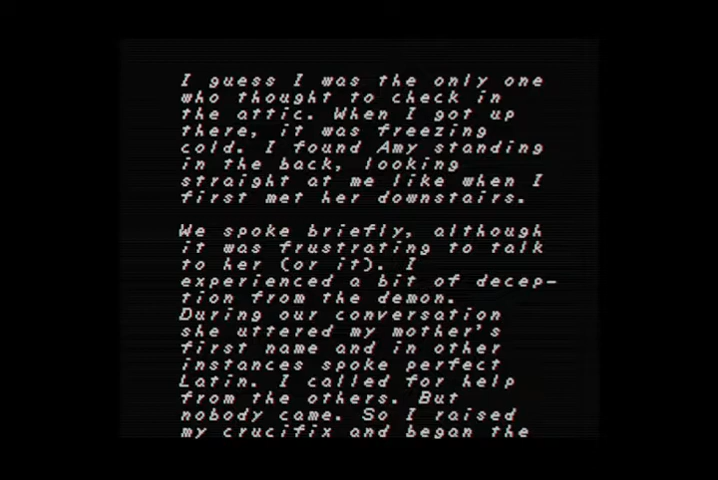 I guess I was the only one
who thought to check in
the attic. When I got up
there, it was freezing
cold. I found Amy standing
in the back, looking
straight at me like when I
first met her downstairs.
We spoke briefly, although
it was frustrating to talk
to her (or it). I
experienced a bit of decep-
tion from the demon.
During our conversation
she uttered my mother's
first name and in other
instances spoke perfect
Latin. I called for help
from the others. But
nobody came. So I raised
my crucifix and began the